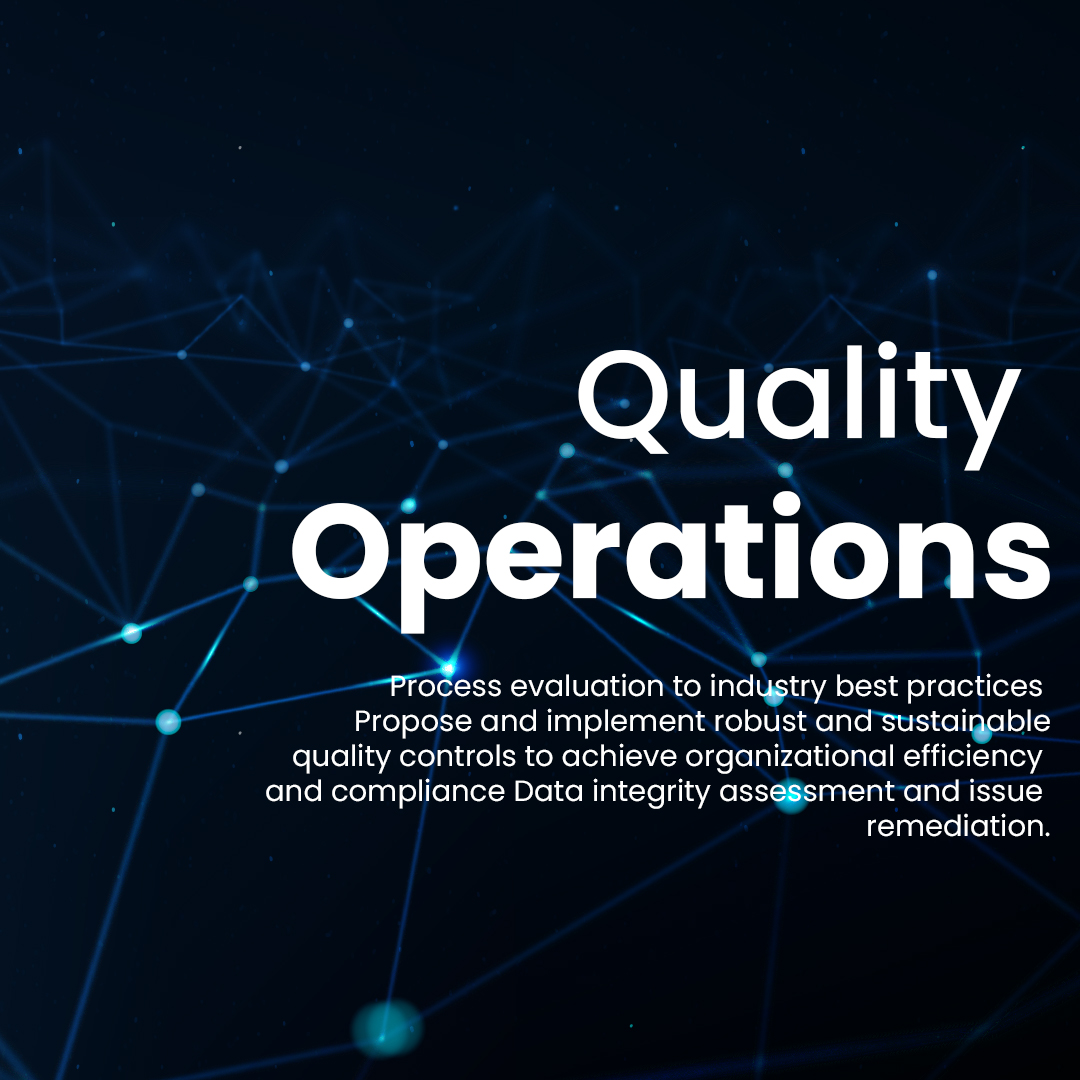 Quality
Operations
Process evaluation to industry best practices
Propose and implement robust and sustainable
quality controls to achieve organizational efficiency
and compliance Data integrity assessment and issue
remediation.